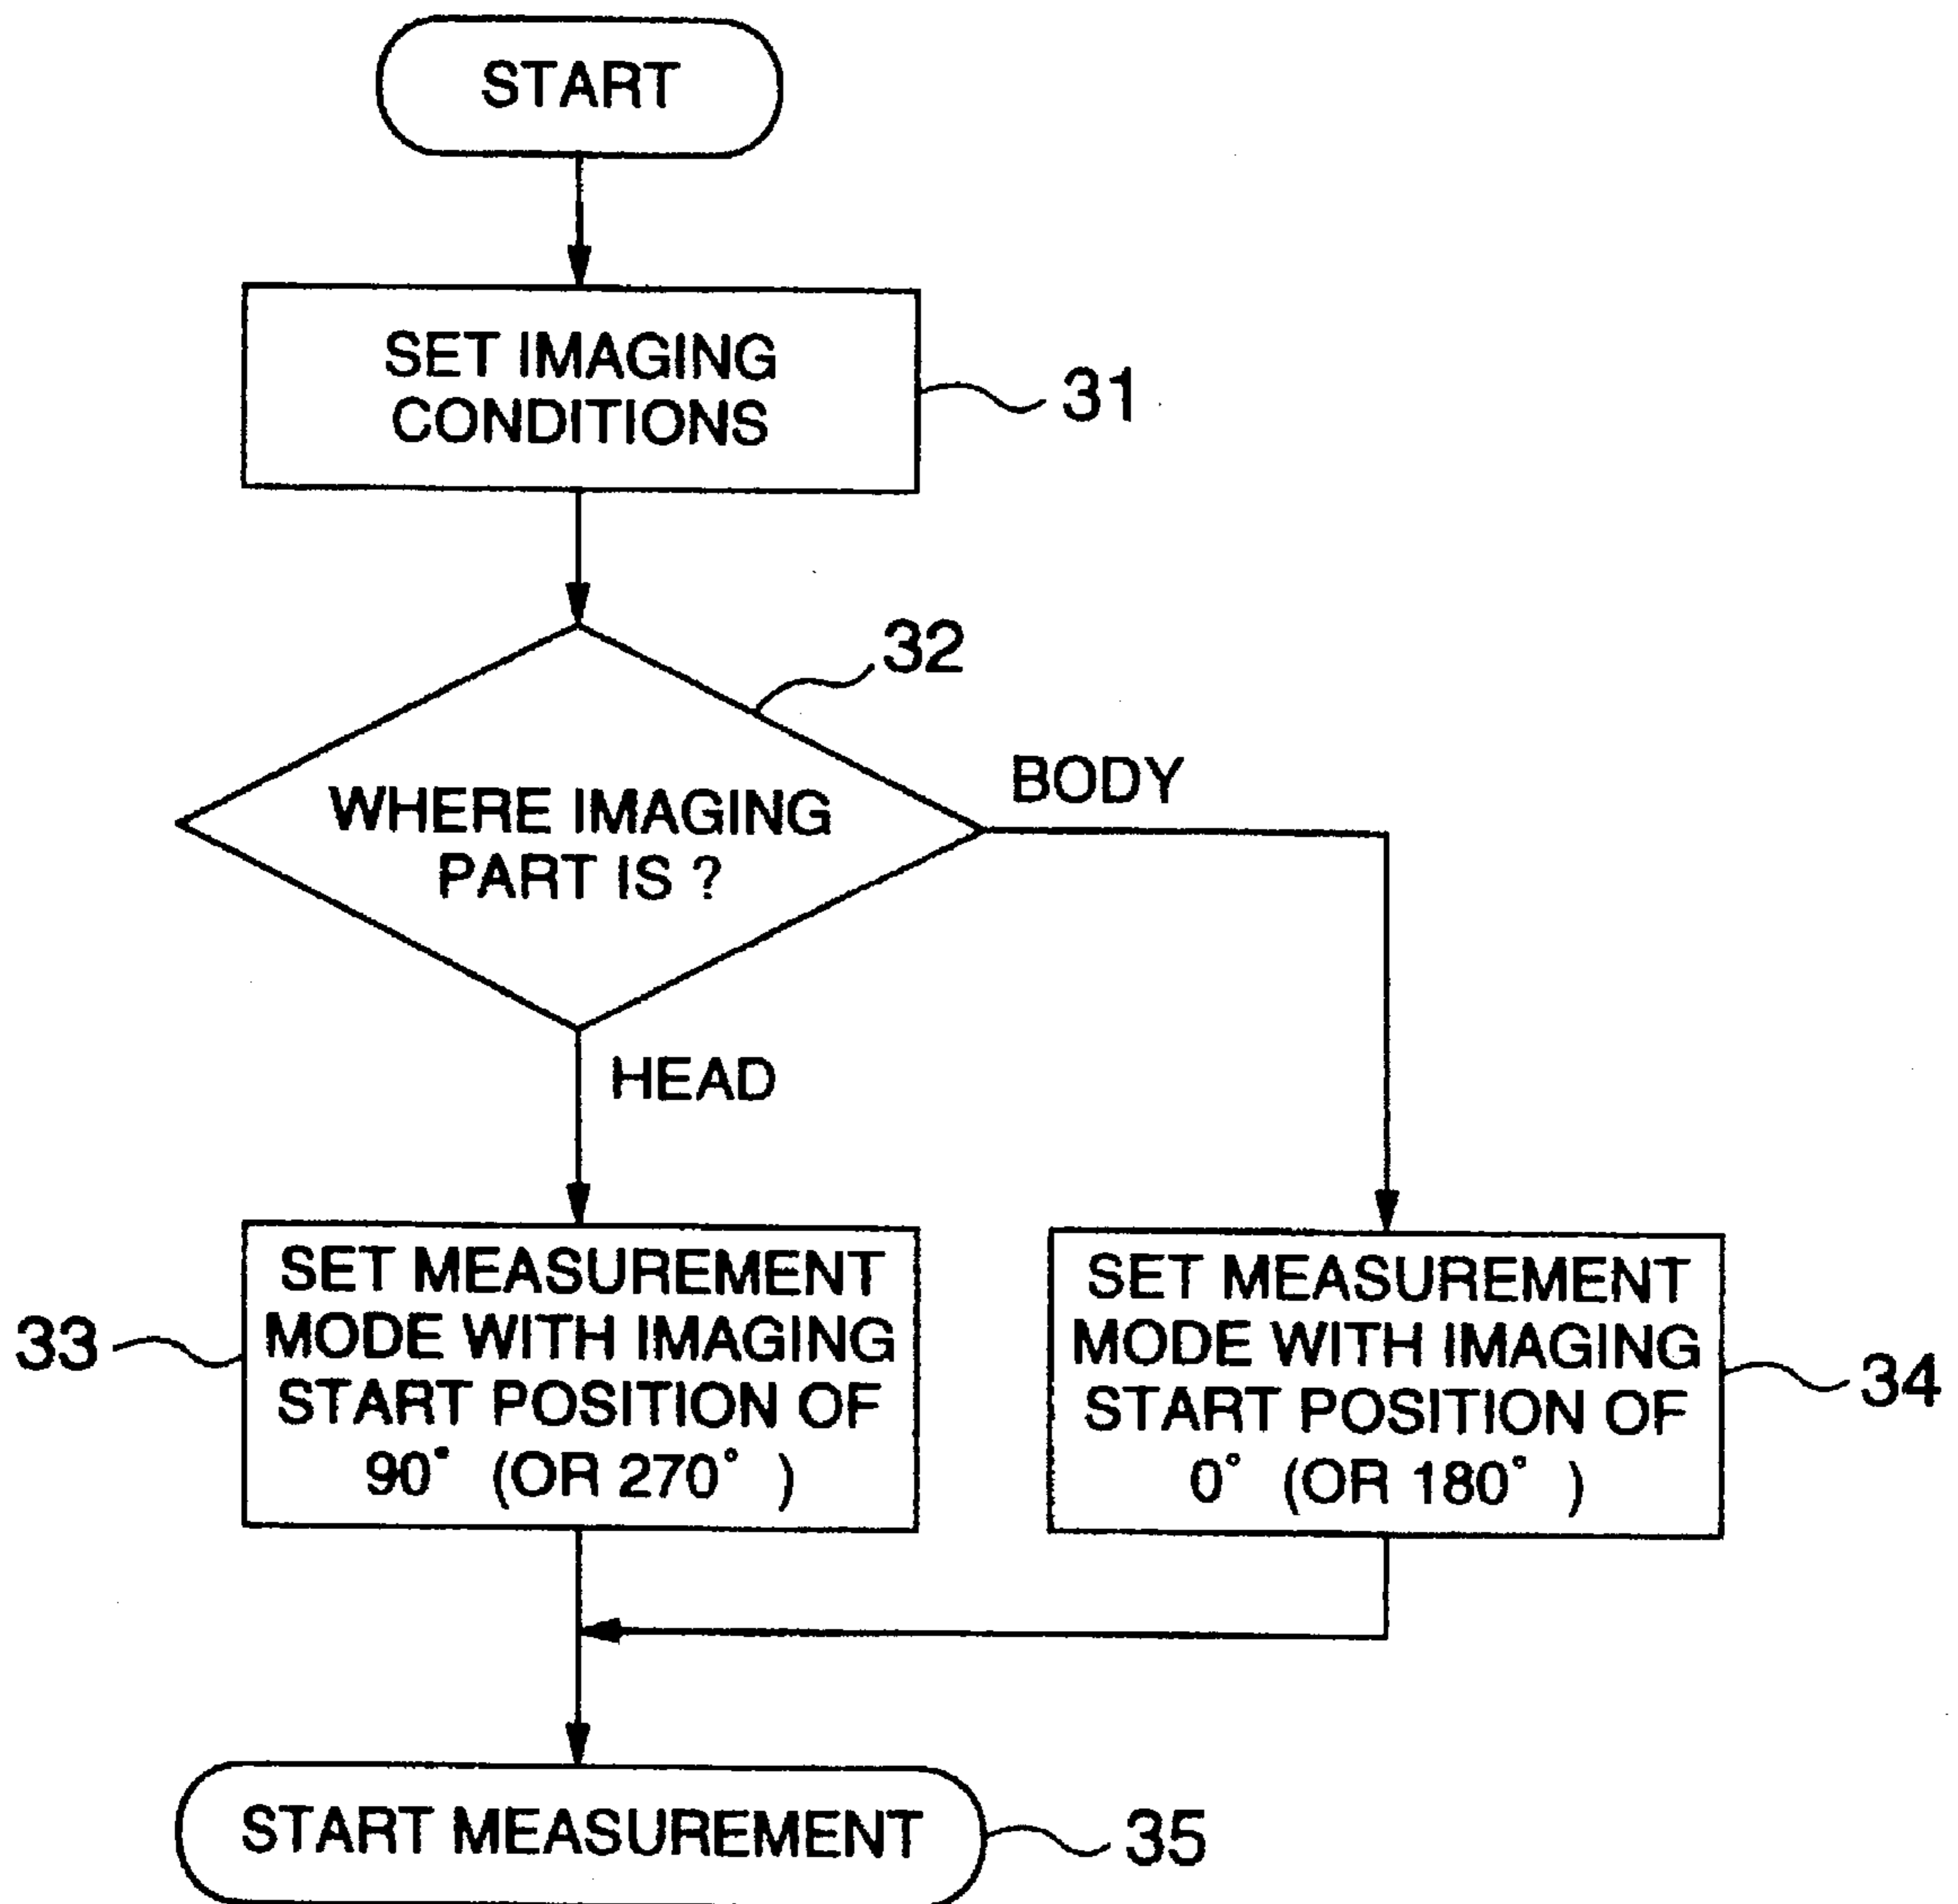 START
SET IMAGING
CONDITIONS
31
32
WHERE IMAGING
PART IS ?
BODY
HEAD
33
SET MEASUREMENT
MODE WITH IMAGING
START POSITION OF
90° (OR 270° )
SET MEASUREMENT
MODE WITH IMAGING
START POSITION OF
0° (OR 180° )
34
START MEASUREMENT
35